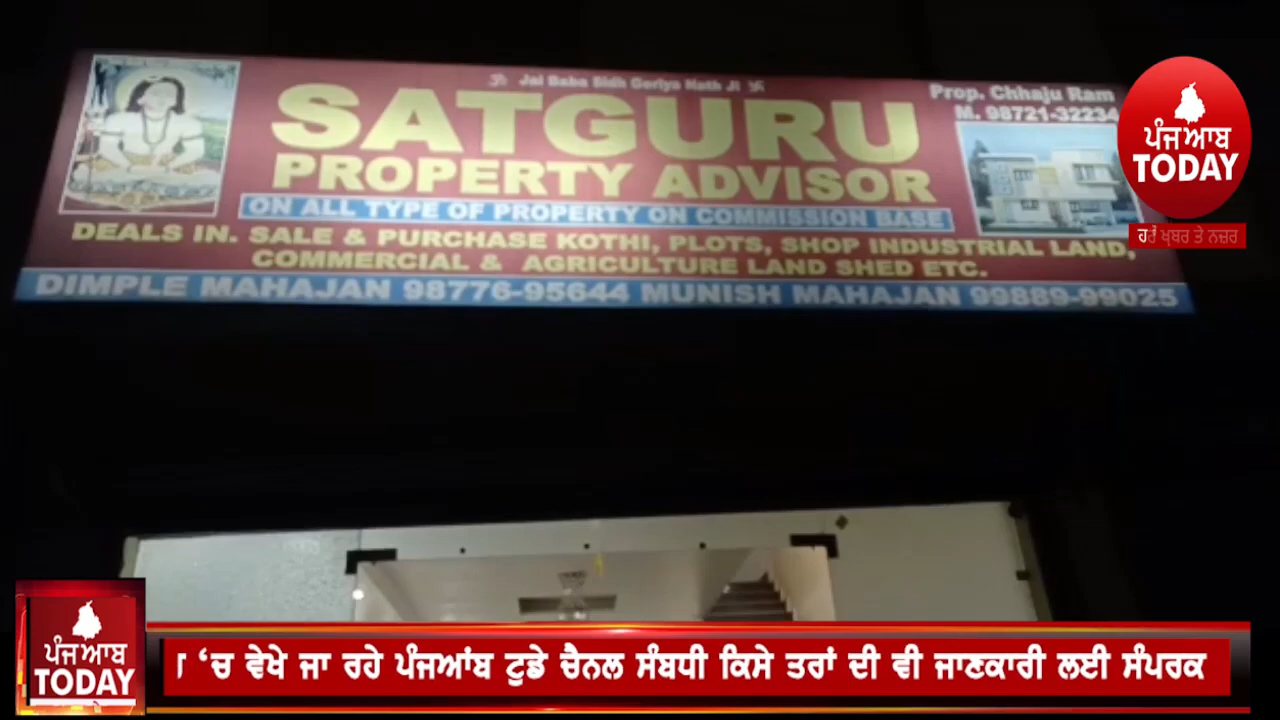 ॐ Jai Baba Sidh Goriya Nath Ji 卐
SATGURU
PROPERTY ADVISOR
Prop. Chhaju Ram
M. 98721-32234
ON ALL TYPE OF PROPERTY ON COMMISSION BASE
DEALS IN. SALE & PURCHASE KOTHI, PLOTS, SHOP INDUSTRIAL LAND,
COMMERCIAL & AGRICULTURE LAND SHED ETC.
DIMPLE MAHAJAN 98776-95644 MUNISH MAHAJAN 99889-99025
ਪੰਜਆਬ
TODAY
ਹਰੇ ਖ਼ਬਰ ਤੇ ਨਜ਼ਰ
ਪੰਜਆਬ
TODAY
‘ਚ ਵੇਖੇ ਜਾ ਰਹੇ ਪੰਜਆਂਬ ਟੂਡੇ ਚੈਨਲ ਸੰਬਧੀ ਕਿਸੇ ਤਰਾਂ ਦੀ ਵੀ ਜਾਣਕਾਰੀ ਲਈ ਸੰਪਰਕ